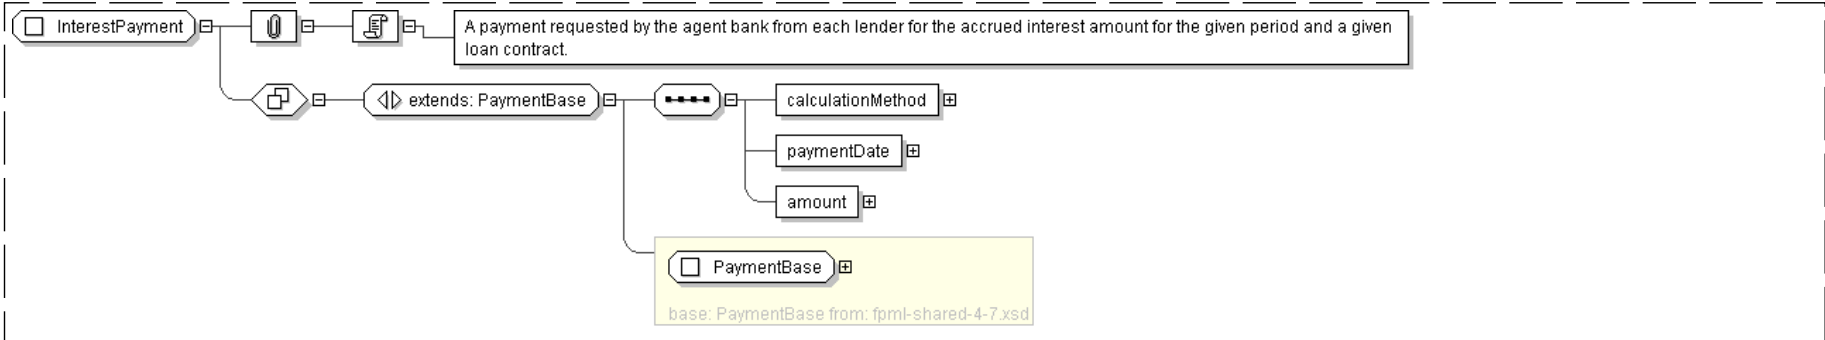 InterestPayment
A payment requested by the agent bank from each lender for the accrued interest amount for the given period and a given
loan contract.
extends: PaymentBase
calculationMethod
paymentDate
amount
PaymentBase
base: PaymentBase from: fpml-shared-4-7.xsd